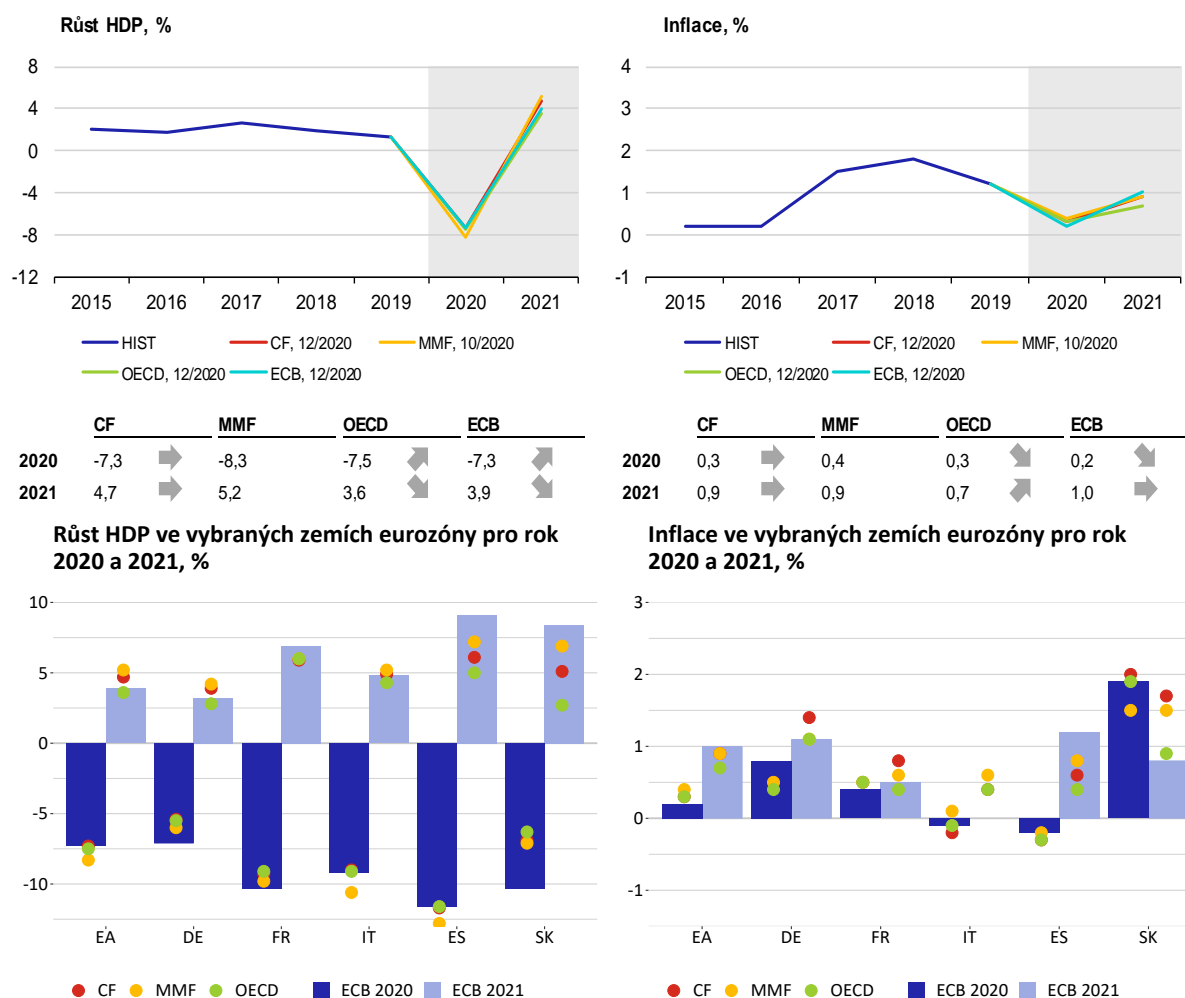 Růst HDP, %
8
4
0
-4
-8
-12
2015 2016 2017 2018 2019 2020 2021
HIST CF, 12/2020 MMF, 10/2020
OECD, 12/2020 ECB, 12/2020
CF MMF OECD ECB
2020 -7,3 -8,3 -7,5 -7,3
2021 4,7 5,2 3,6 3,9
Inflace, %
4
3
2
1
0
-1
2015 2016 2017 2018 2019 2020 2021
HIST CF, 12/2020 MMF, 10/2020
OECD, 12/2020 ECB, 12/2020
CF MMF OECD ECB
2020 0,3 0,4 0,3 0,2
2021 0,9 0,9 0,7 1,0
Růst HDP ve vybraných zemích eurozóny pro rok
2020 a 2021, %
10
5
0
-5
-10
EA DE FR IT ES SK
CF MMF OECD ECB 2020 ECB 2021
Inflace ve vybraných zemích eurozóny pro rok
2020 a 2021, %
3
2
1
0
-1
EA DE FR IT ES SK
CF MMF OECD ECB 2020 ECB 2021